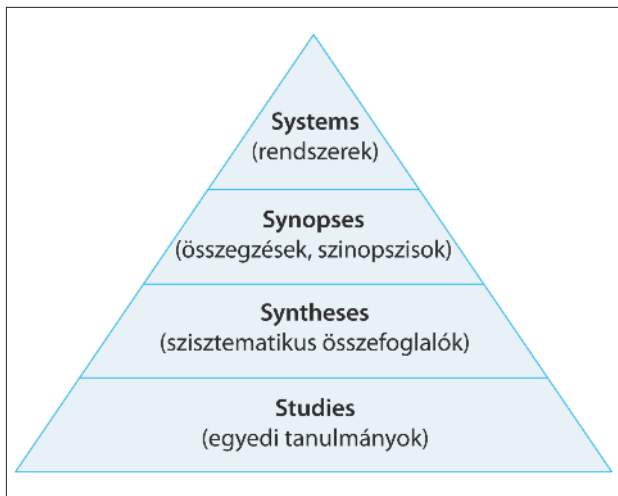 Systems
(rendszerek)
Synopses
(összegzések, szinopszisok)
Syntheses
(szisztematikus összefoglalók)
Studies
(egyedi tanulmányok)